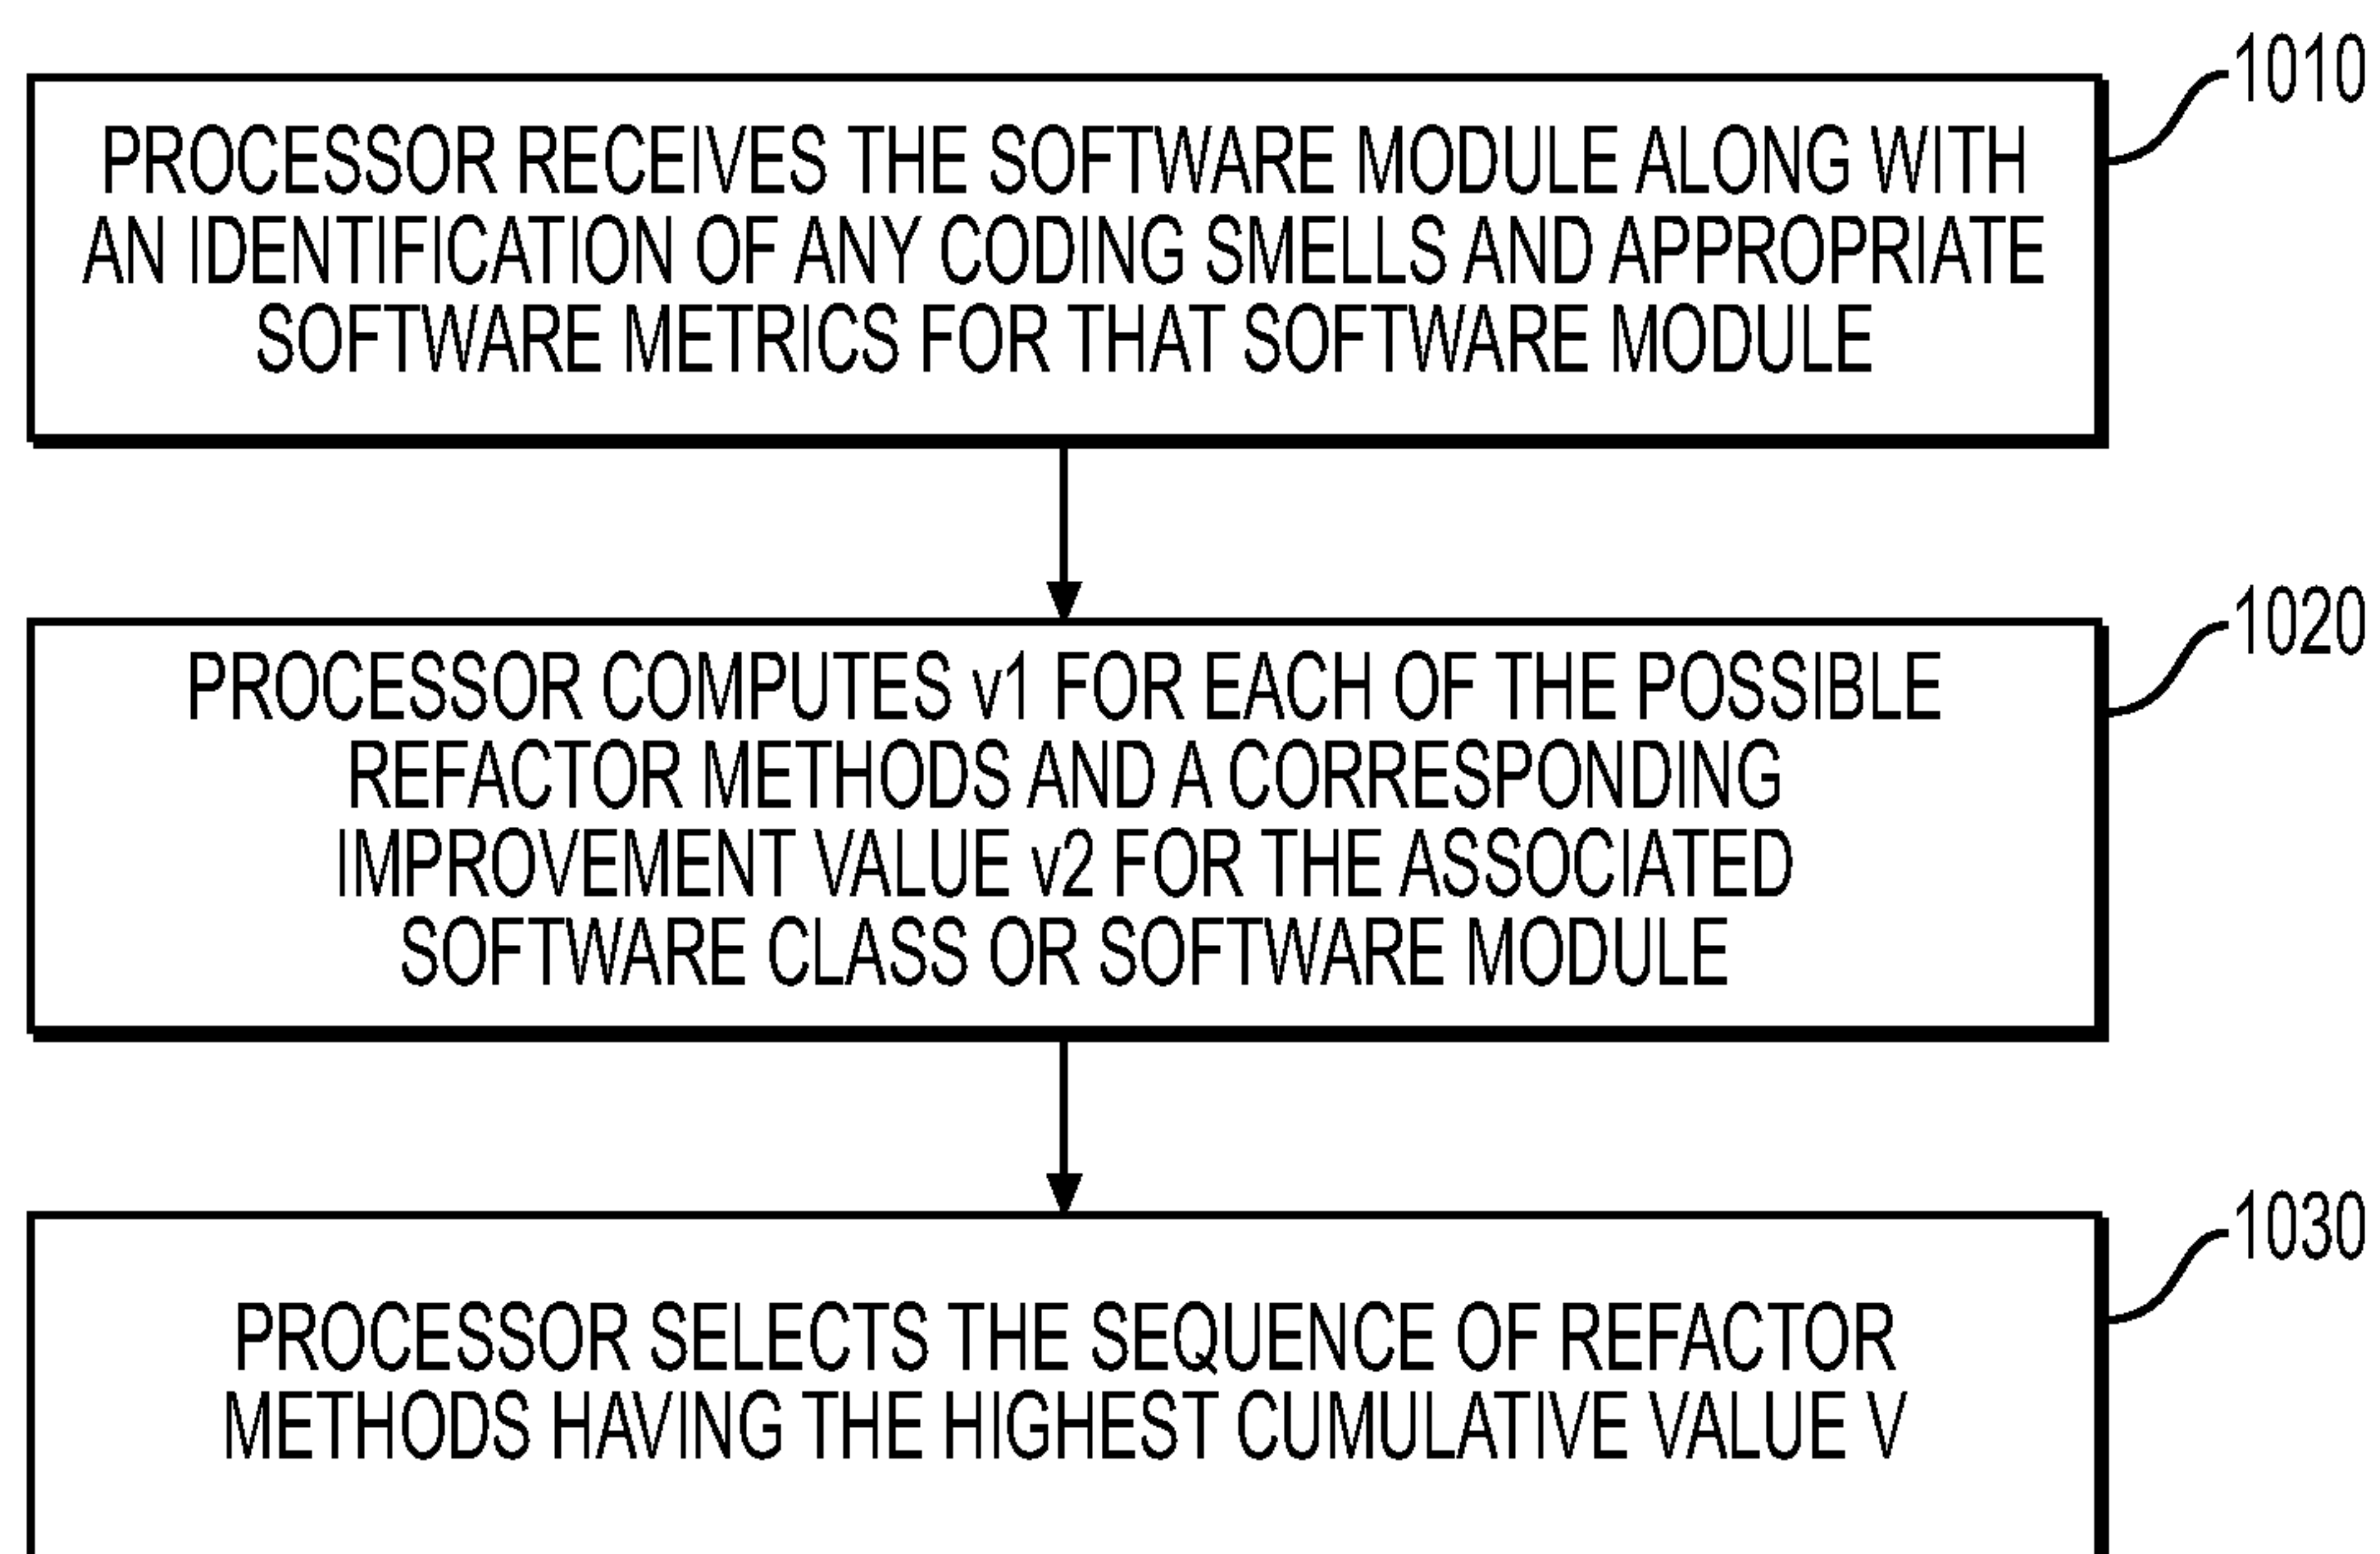 1010
PROCESSOR RECEIVES THE SOFTWARE MODULE ALONG WITH
AN IDENTIFICATION OF ANY CODING SMELLS AND APPROPRIATE
SOFTWARE METRICS FOR THAT SOFTWARE MODULE
1020
PROCESSOR COMPUTES v1 FOR EACH OF THE POSSIBLE
REFACTOR METHODS AND A CORRESPONDING
IMPROVEMENT VALUE v2 FOR THE ASSOCIATED
SOFTWARE CLASS OR SOFTWARE MODULE
1030
PROCESSOR SELECTS THE SEQUENCE OF REFACTOR
METHODS HAVING THE HIGHEST CUMULATIVE VALUE V